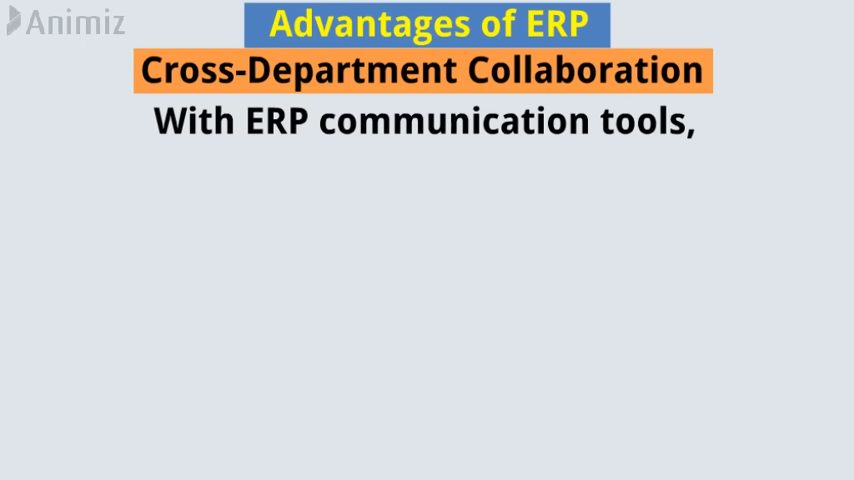 Animiz
Advantages of ERP
Cross-Department Collaboration
With ERP communication tools,